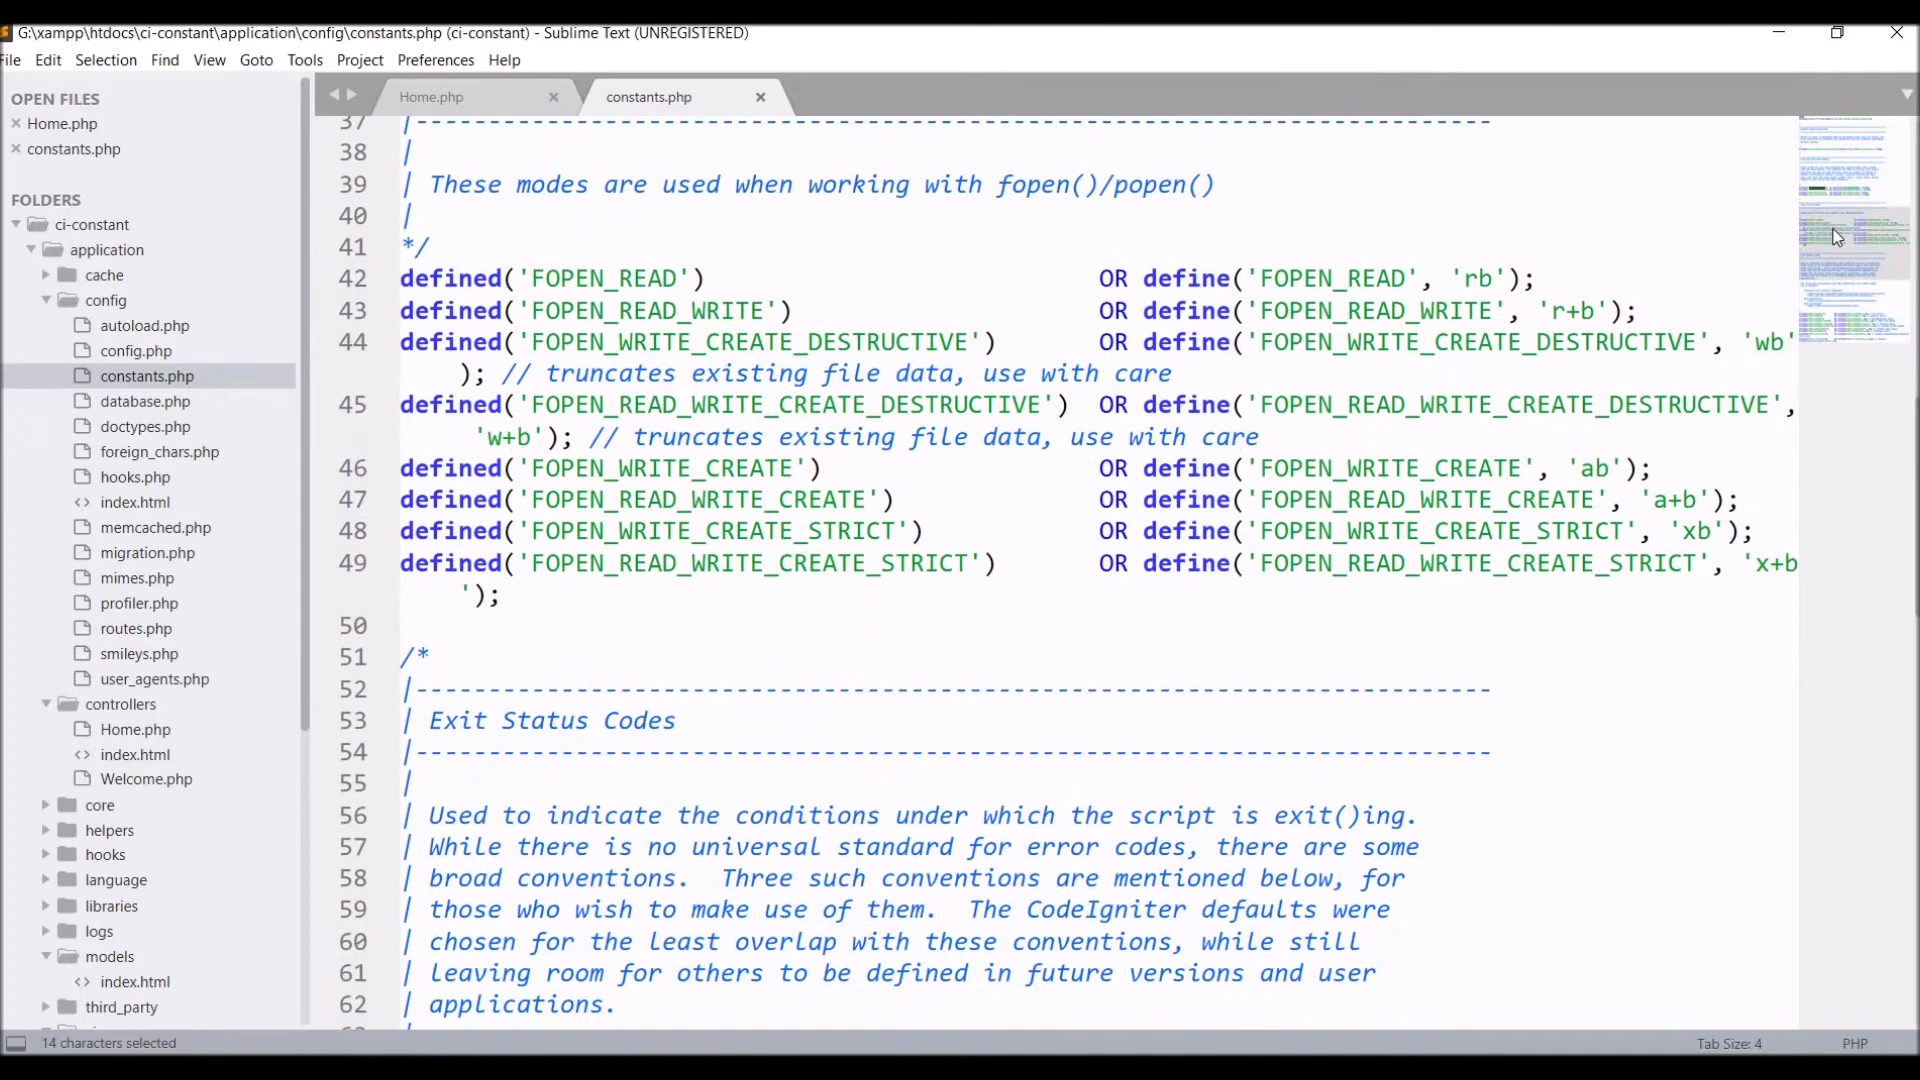 G:\xampp\htdocs\ci-constant\application\config\constants.php (ci-constant) - Sublime Text (UNREGISTERED)
File Edit Selection Find View Goto Tools Project Preferences Help
OPEN FILES
Home.php
constants.php
FOLDERS
ci-constant
application
cache
config
autoload.php
config.php
constants.php
database.php
doctypes.php
foreign_chars.php
hooks.php
index.html
memcached.php
migration.php
mimes.php
profiler.php
routes.php
smileys.php
user_agents.php
controllers
Home.php
index.html
Welcome.php
core
helpers
hooks
language
libraries
logs
models
index.html
third_party
Home.php constants.php
37 |--------------------------------------------------------------------------
38 |
39 | These modes are used when working with fopen()/popen()
40 |
41 */
42 defined('FOPEN_READ') OR define('FOPEN_READ', 'rb');
43 defined('FOPEN_READ_WRITE') OR define('FOPEN_READ_WRITE', 'r+b');
44 defined('FOPEN_WRITE_CREATE_DESTRUCTIVE') OR define('FOPEN_WRITE_CREATE_DESTRUCTIVE', 'wb'
); // truncates existing file data, use with care
45 defined('FOPEN_READ_WRITE_CREATE_DESTRUCTIVE') OR define('FOPEN_READ_WRITE_CREATE_DESTRUCTIVE',
'w+b'); // truncates existing file data, use with care
46 defined('FOPEN_WRITE_CREATE') OR define('FOPEN_WRITE_CREATE', 'ab');
47 defined('FOPEN_READ_WRITE_CREATE') OR define('FOPEN_READ_WRITE_CREATE', 'a+b');
48 defined('FOPEN_WRITE_CREATE_STRICT') OR define('FOPEN_WRITE_CREATE_STRICT', 'xb');
49 defined('FOPEN_READ_WRITE_CREATE_STRICT') OR define('FOPEN_READ_WRITE_CREATE_STRICT', 'x+b
');
50
51 /*
52 |--------------------------------------------------------------------------
53 | Exit Status Codes
54 |--------------------------------------------------------------------------
55 |
56 | Used to indicate the conditions under which the script is exit()ing.
57 | While there is no universal standard for error codes, there are some
58 | broad conventions.  Three such conventions are mentioned below, for
59 | those who wish to make use of them.  The CodeIgniter defaults were
60 | chosen for the least overlap with these conventions, while still
61 | leaving room for others to be defined in future versions and user
62 | applications.
14 characters selected
Tab Size: 4
PHP